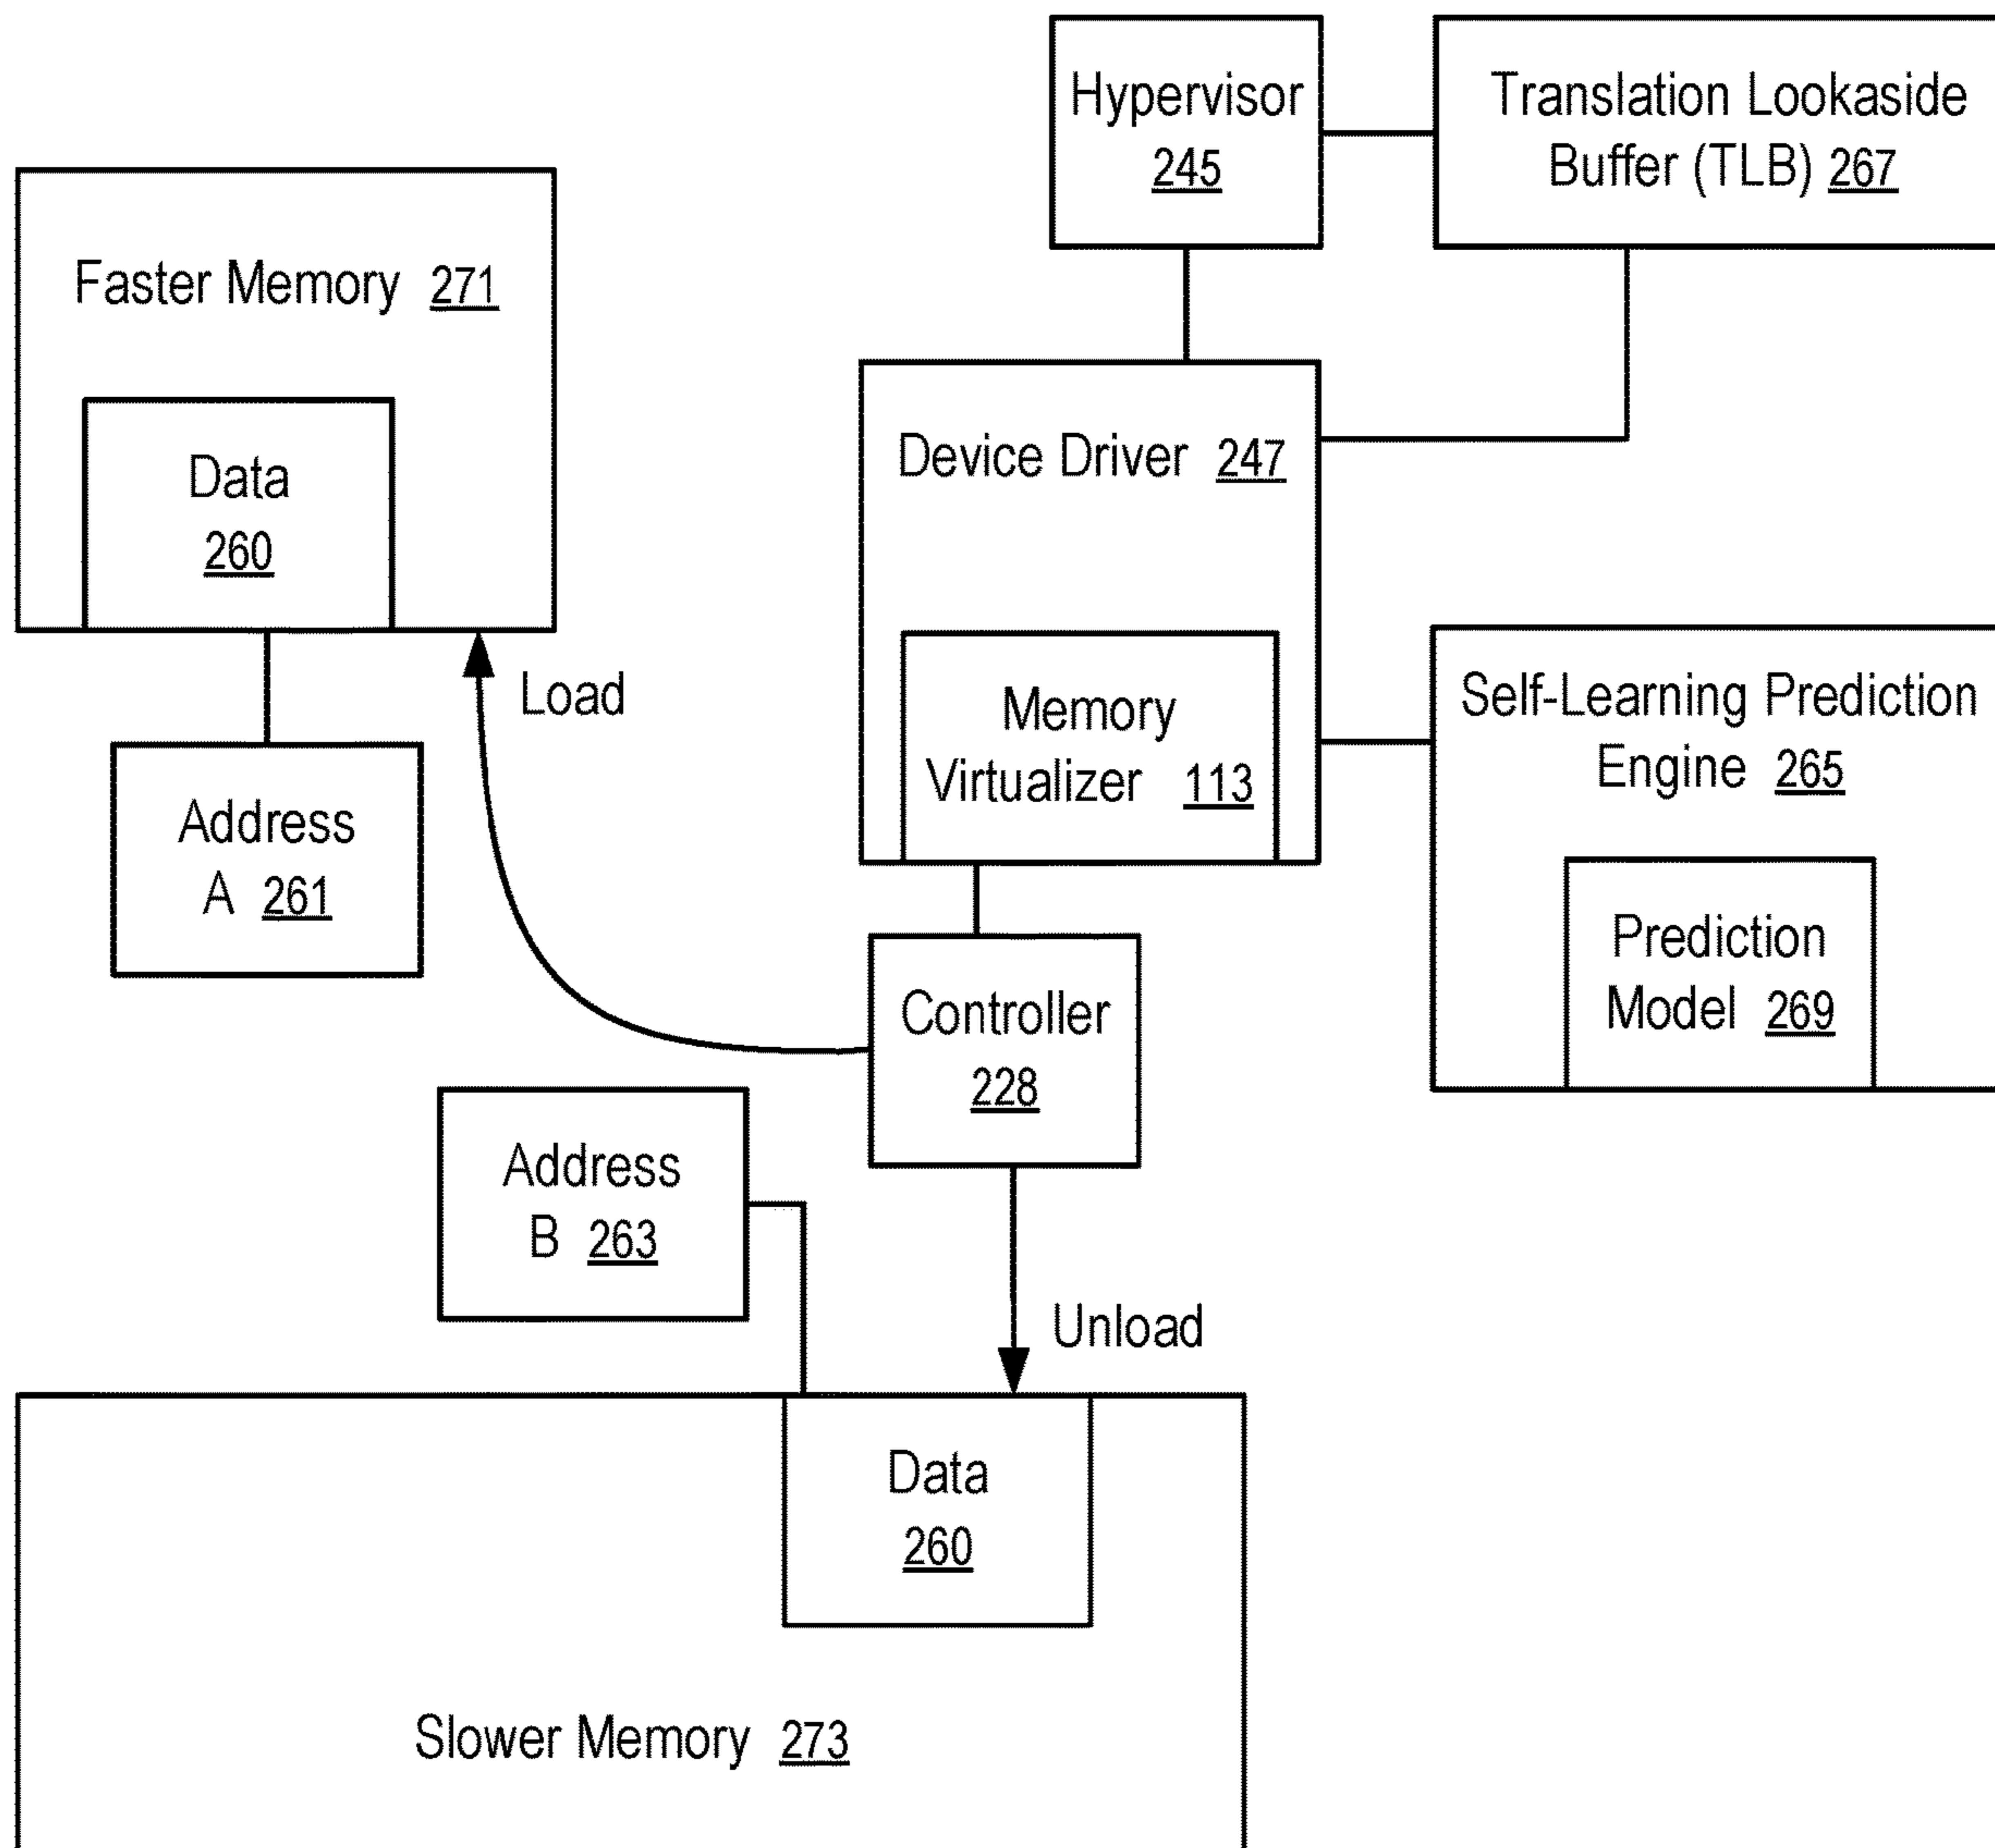 Hypervisor
245
Translation Lookaside
Buffer (TLB) 267
Faster Memory 271
Data
260
Device Driver 247
Load
Memory
Virtualizer 113
Self-Learning Prediction
Engine 265
Address
A 261
Prediction
Model 269
Controller
228
Address
B 263
Unload
Data
260
Slower Memory 273